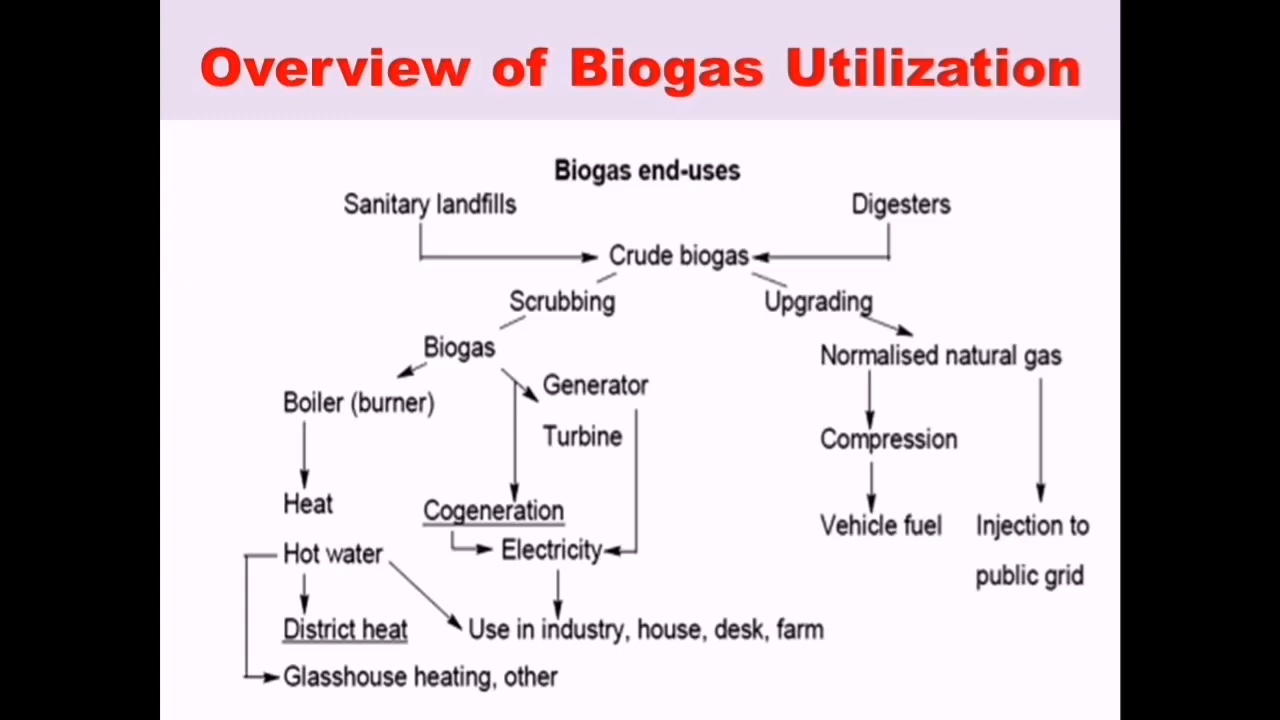 Overview of Biogas Utilization
Biogas end-uses
Sanitary landfills
Digesters
Crude biogas
Scrubbing
Upgrading
Biogas
Normalised natural gas
Generator
Boiler (burner)
Turbine
Compression
Heat
Cogeneration
Vehicle fuel
Injection to
public grid
Hot water
Electricity
District heat
Use in industry, house, desk, farm
Glasshouse heating, other